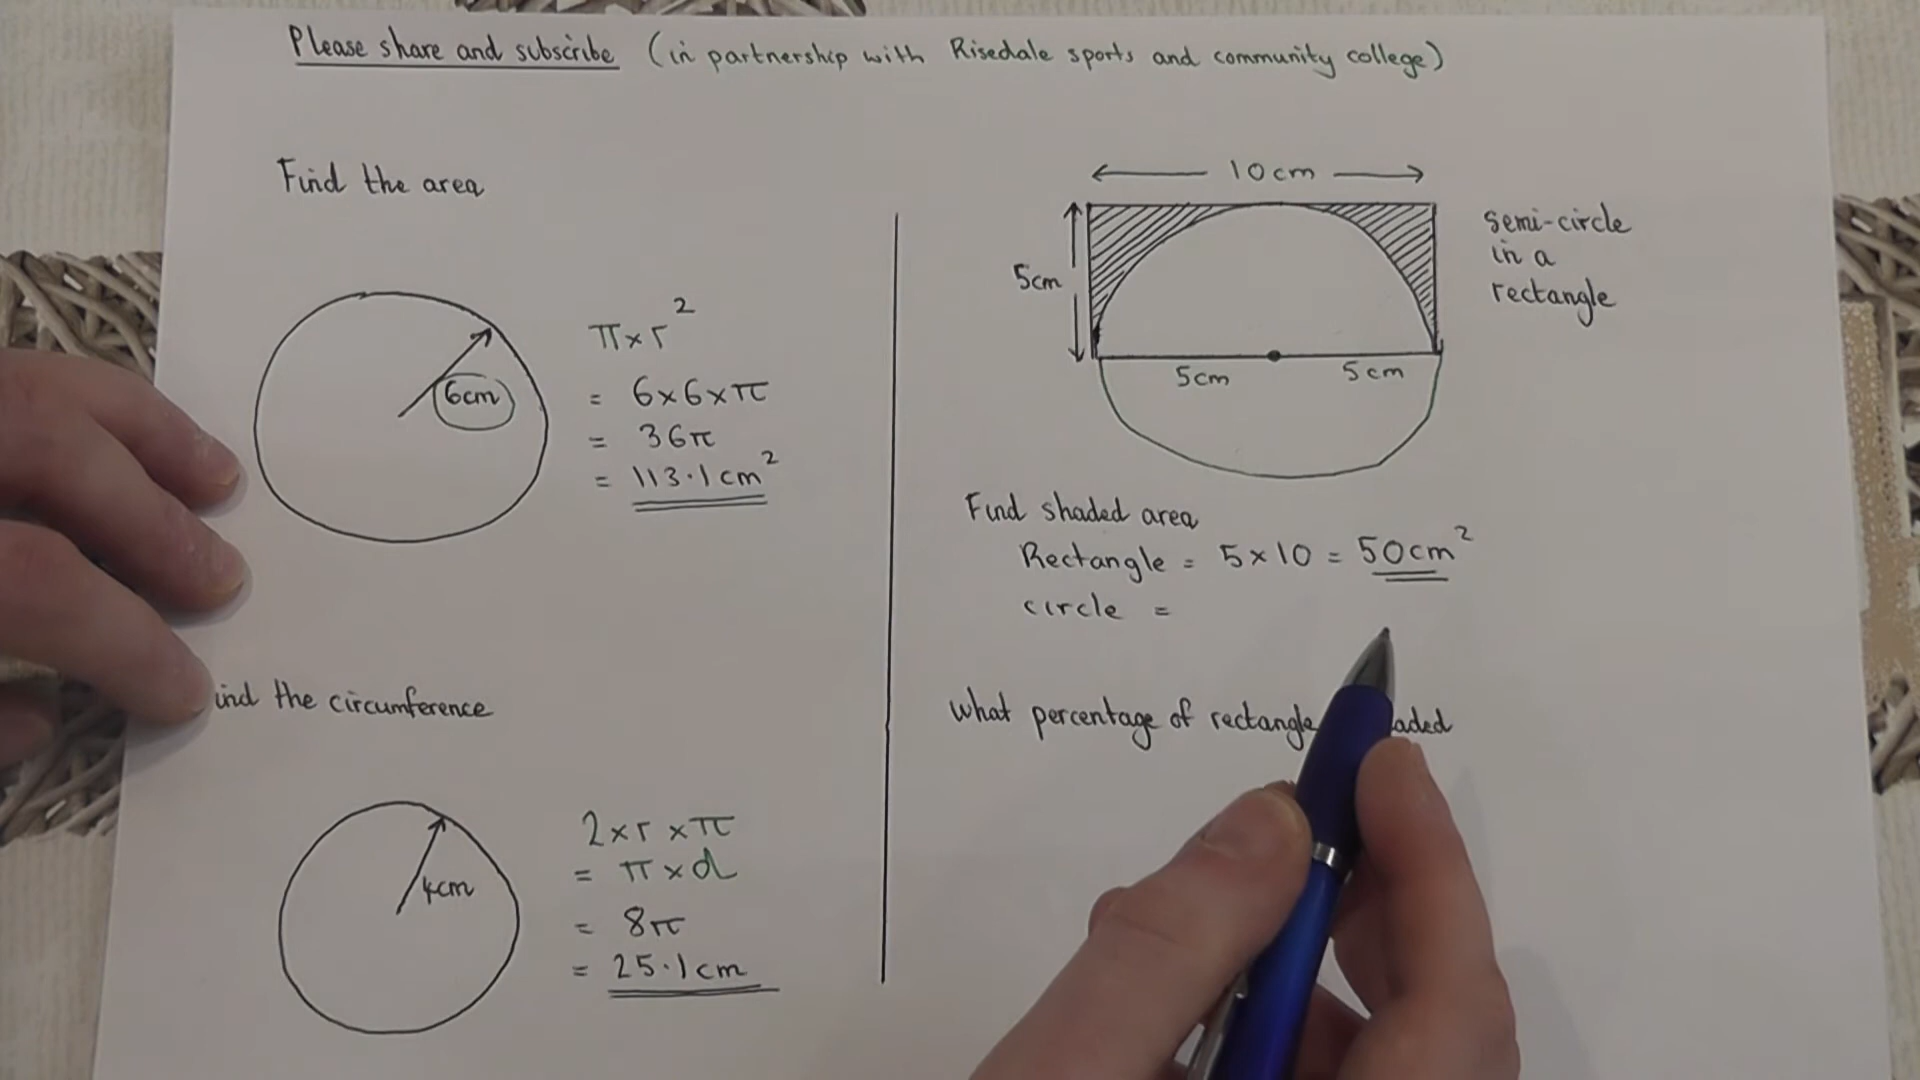 Please share and subscribe (in partnership with Risedale sports and community college)
Find the area
6cm
π×r²
= 6×6×π
= 36π
= 113·1cm²
ind the circumference
4cm
2×r×π
= π×d
= 8π
= 25·1cm
10cm
5cm
5cm
5cm
semi-circle
in a
rectangle
Find shaded area
Rectangle = 5×10 = 50cm²
circle =
What percentage of rectangle aded